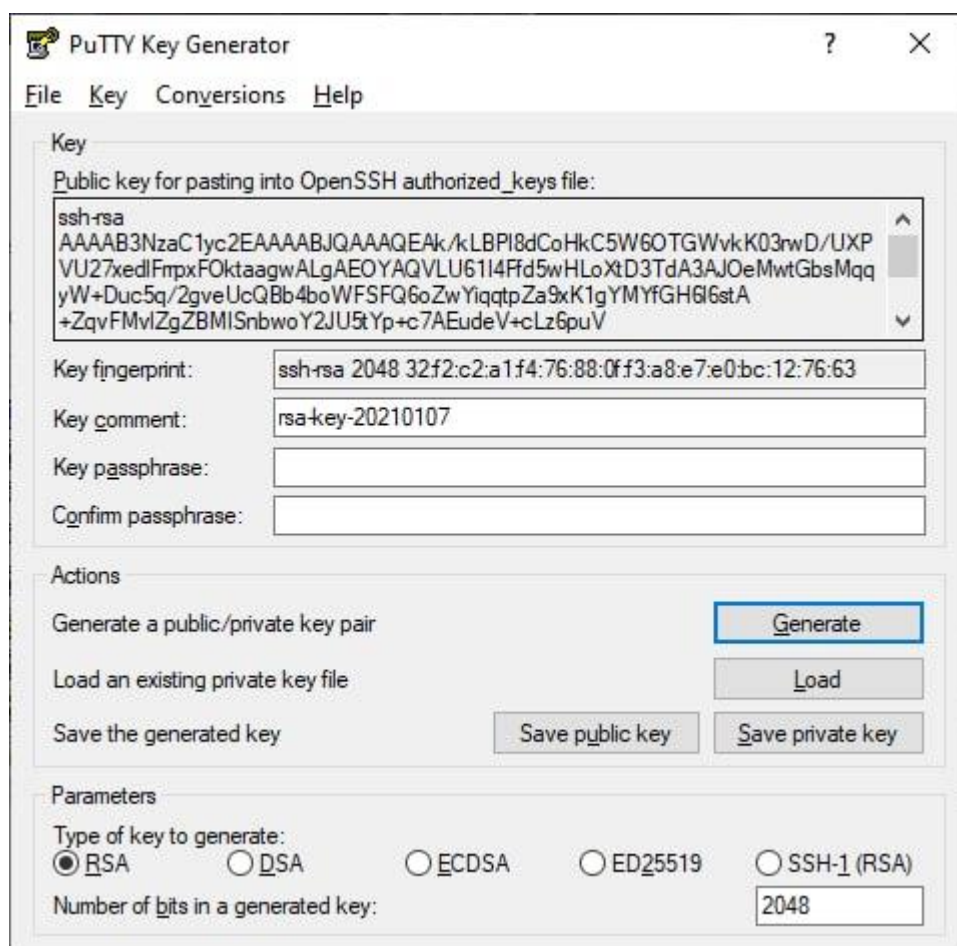 PuTTY Key Generator
?
File Key Conversions Help
Key
Public key for pasting into OpenSSH authorized_keys file:
ssh-rsa
AAAAB3NzaC1yc2EAAAABJQAAAQEAk/kLBPl8dCoHkC5W6OTGWvkK03rwD/UXP
VU27xedlFrrpxFOktaagwALgAEOYAQVLU61I4Ffd5wHLoXtD3TdA3AJOeMwtGbsMqq
yW+Duc5q/2gveUcQBb4boWFSFQ6oZwYiqqtpZa9xK1gYMYfGH6l6stA
+ZqvFMvlZgZBMISnbwoY2JU5tYp+c7AEudeV+cLz6puV
Key fingerprint: ssh-rsa 2048 32:f2:c2:a1:f4:76:88:0f:f3:a8:e7:e0:bc:12:76:63
Key comment: rsa-key-20210107
Key passphrase:
Confirm passphrase:
Actions
Generate a public/private key pair Generate
Load an existing private key file Load
Save the generated key Save public key Save private key
Parameters
Type of key to generate:
RSA DSA ECDSA ED25519 SSH-1 (RSA)
Number of bits in a generated key: 2048